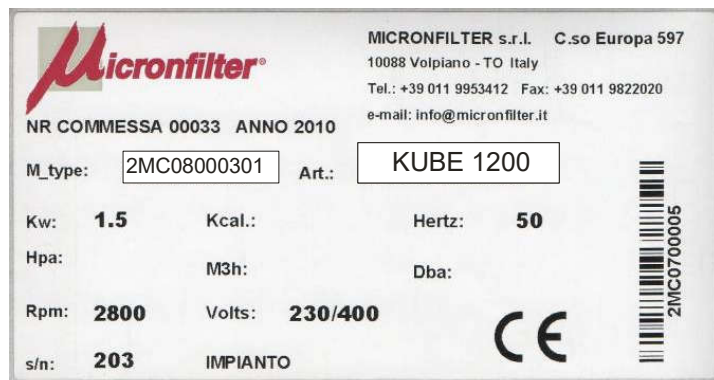 Micronfilter®
MICRONFILTER s.r.l. C.so Europa 597
10088 Volpiano - TO Italy
Tel.: +39 011 9953412 Fax: +39 011 9822020
e-mail: info@micronfilter.it
NR COMMESSA 00033 ANNO 2010
M_type: 2MC08000301 Art.: KUBE 1200
Kw: 1.5 Kcal.: Hertz: 50
Hpa: M3h: Dba:
Rpm: 2800 Volts: 230/400
s/n: 203 IMPIANTO
CE
2MC0700005